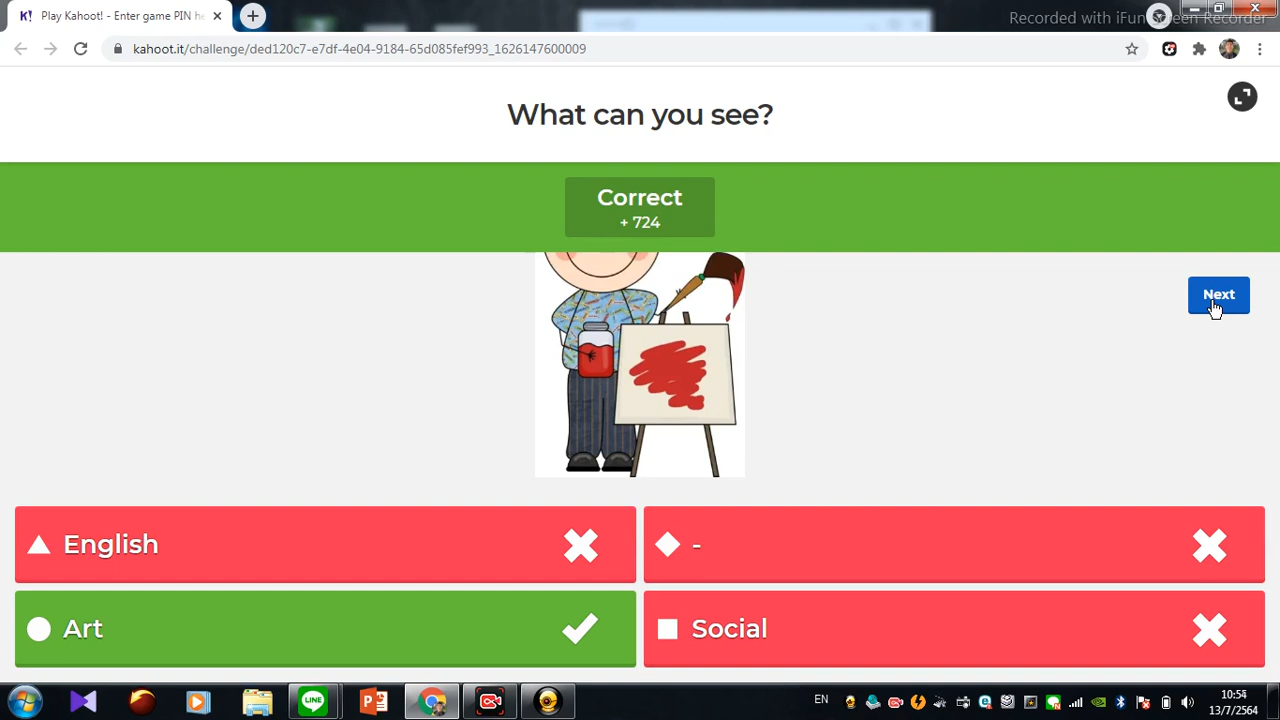 Play Kahoot! - Enter game PIN he
Recorded with iFun Screen Recorder
kahoot.it/challenge/ded120c7-e7df-4e04-9184-65d085fef993_1626147600009
What can you see?
Correct
+ 724
Next
English
-
Art
Social
LINE
EN
10:54
13/7/2564